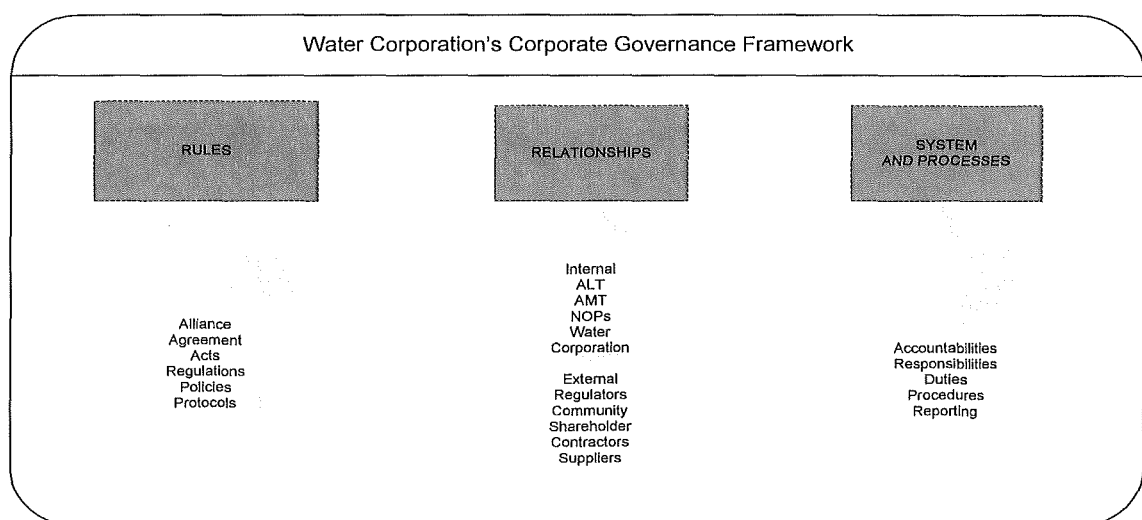 Water Corporation's Corporate Governance Framework
RULES
Alliance
Agreement
Acts
Regulations
Policies
Protocols
RELATIONSHIPS
Internal
ALT
AMT
NOPs
Water
Corporation
External
Regulators
Community
Shareholder
Contractors
Suppliers
SYSTEM
AND PROCESSES
Accountabilities
Responsibilities
Duties
Procedures
Reporting